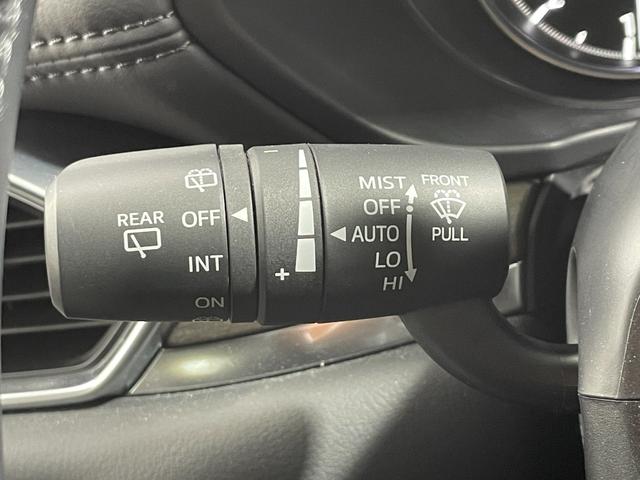 REAR
OFF
INT
ON
−
+
MIST
OFF
AUTO
LO
HI
FRONT
PULL